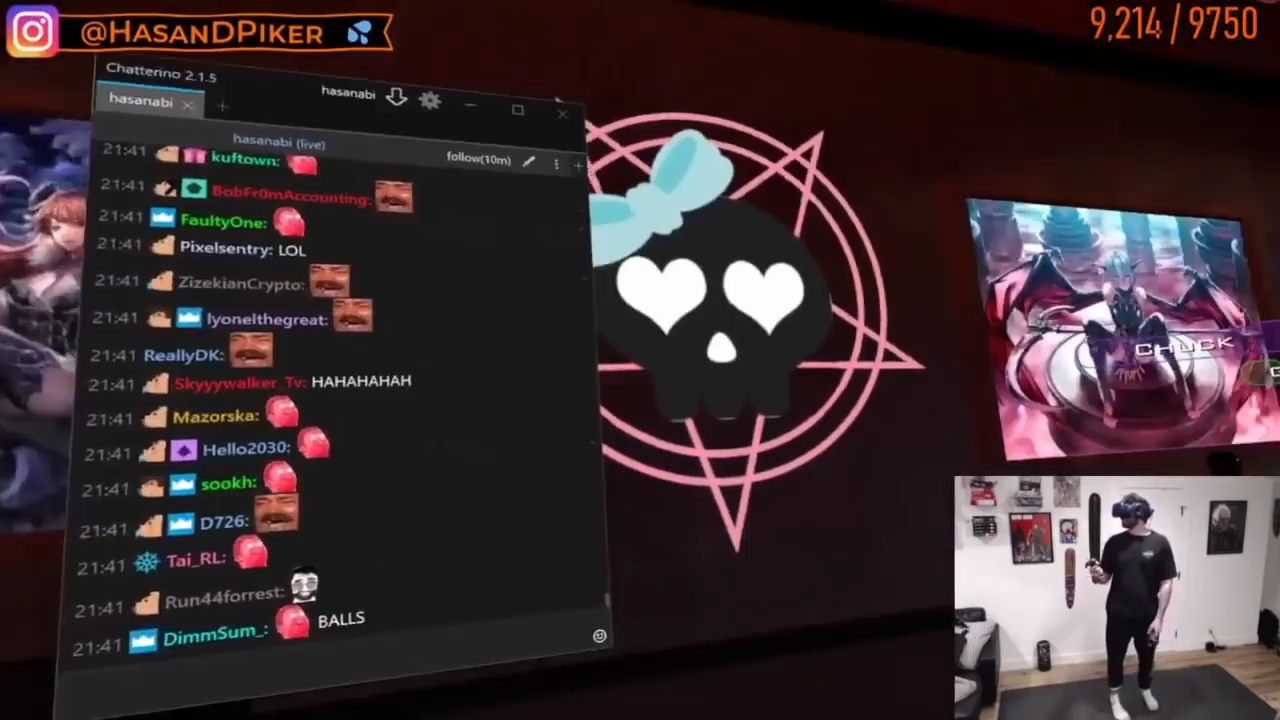 @HASANDPIKER
9,214 / 9750
Chatterino 2.1.5
hasanabi
hasanabi
hasanabi (live)
follow(10m)
21:41 kuftown:
21:41 BobFr0mAccounting:
21:41 FaultyOne:
21:41 Pixelsentry: LOL
21:41 ZizekianCrypto:
21:41 lyonelthegreat:
21:41 ReallyDK:
21:41 Skyyywalker_Tv: HAHAHAHAH
21:41 Mazorska:
21:41 Hello2030:
21:41 sookh:
21:41 D726:
21:41 Tai_RL:
21:41 Run44forrest:
21:41 DimmSum_: BALLS
CHUCK